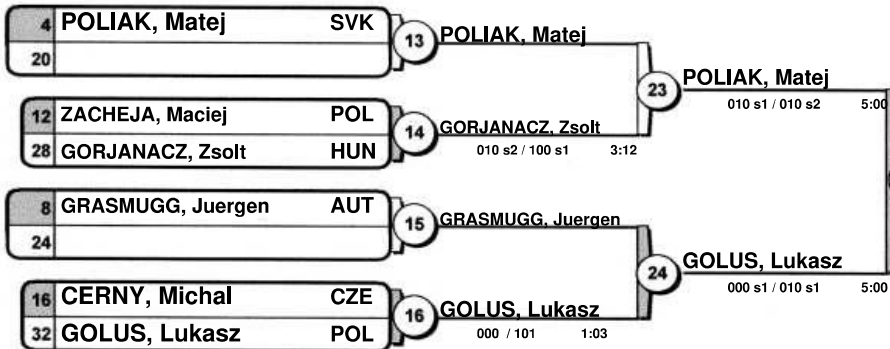 4 POLIAK, Matej SVK
20
13 POLIAK, Matej
12 ZACHEJA, Maciej POL
28 GORJANACZ, Zsolt HUN
14 GORJANACZ, Zsolt
010 s2 / 100 s1 3:12
23 POLIAK, Matej
010 s1 / 010 s2 5:00
8 GRASMUGG, Juergen AUT
24
15 GRASMUGG, Juergen
16 CERNY, Michal CZE
32 GOLUS, Lukasz POL
16 GOLUS, Lukasz
000 / 101 1:03
24 GOLUS, Lukasz
000 s1 / 010 s1 5:00